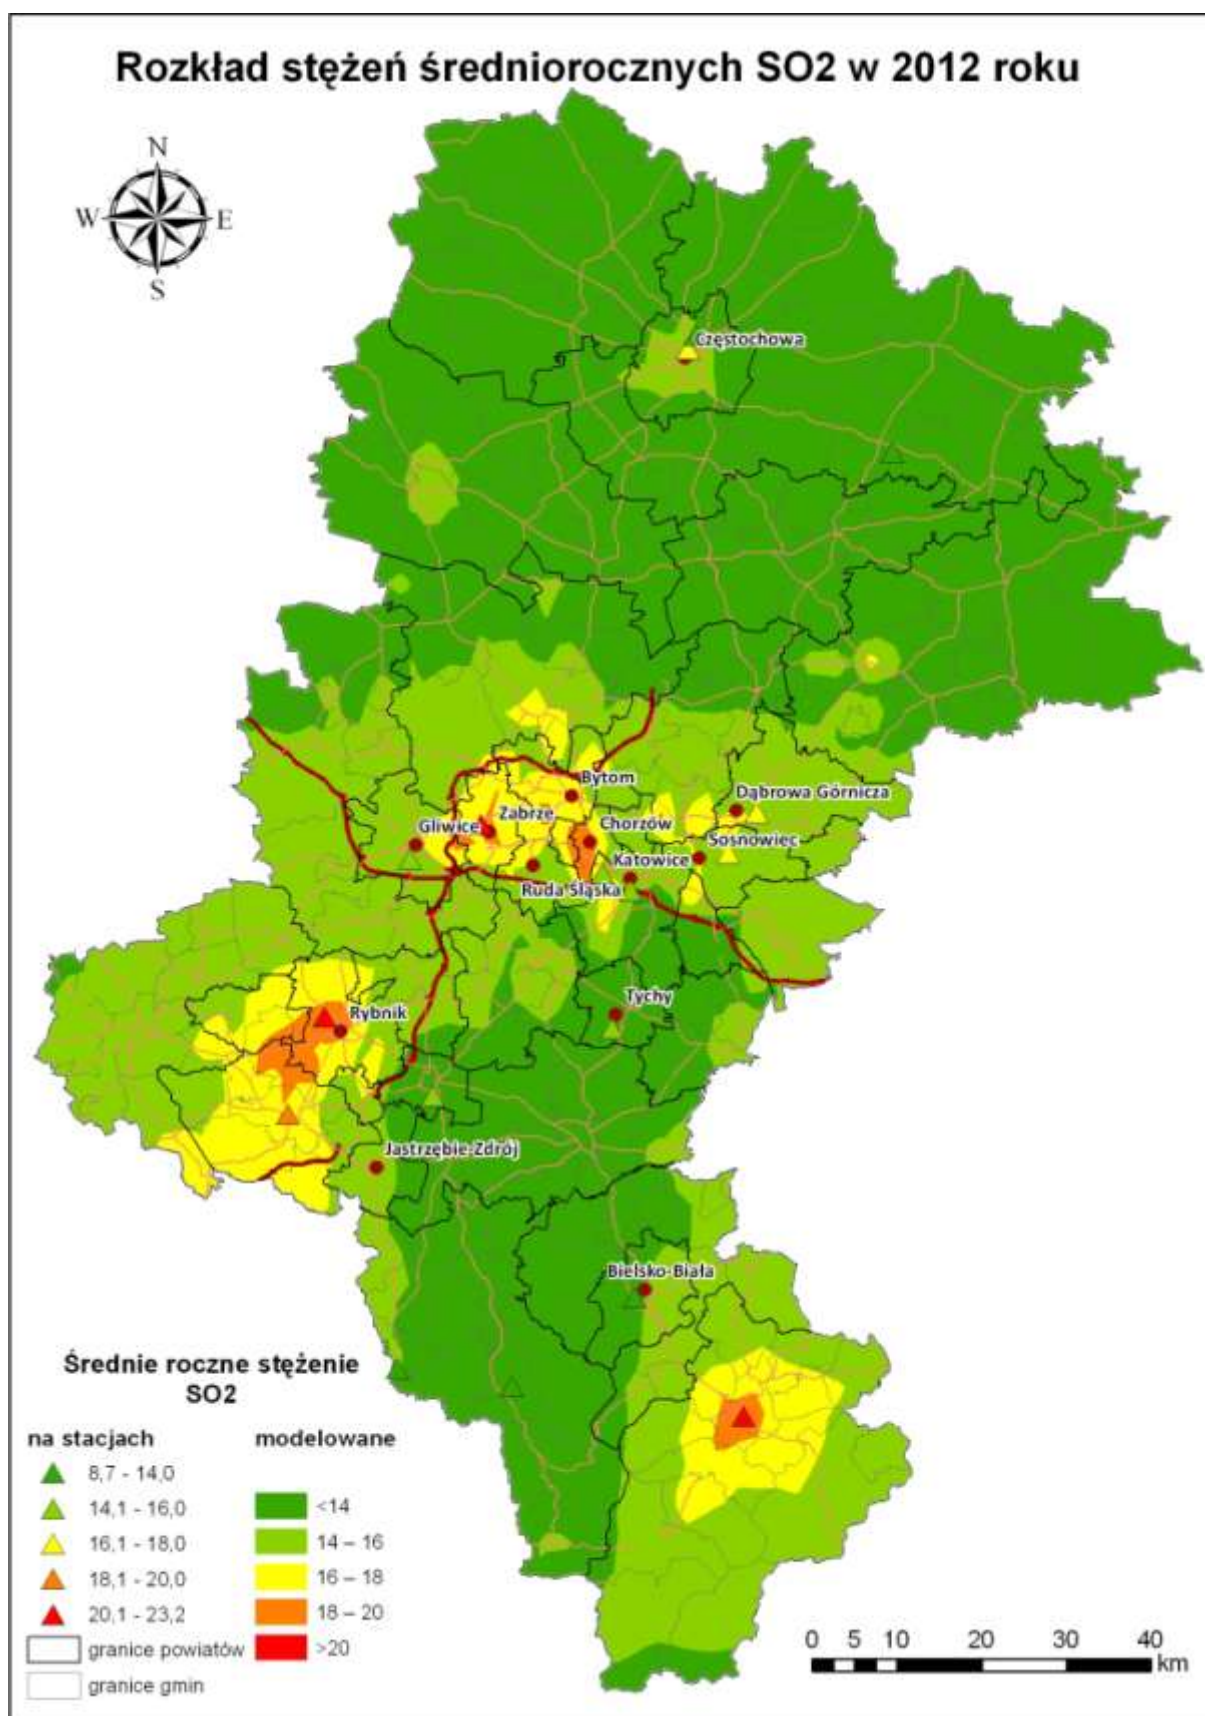 Rozkład stężeń średniorocznych SO2 w 2012 roku
N
W E
S
Częstochowa
Bytom
Dąbrowa Górnicza
Zabrze
Gliwice
Chorzów
Sosnowiec
Katowice
Ruda Śląska
Tychy
Rybnik
Jastrzębie-Zdrój
Bielsko-Biała
Średnie roczne stężenie
SO2
na stacjach modelowane
8,7 - 14,0
14,1 - 16,0 <14
16,1 - 18,0 14 – 16
18,1 - 20,0 16 – 18
20,1 - 23,2 18 – 20
granice powiatów >20
granice gmin
0 5 10 20 30 40
km